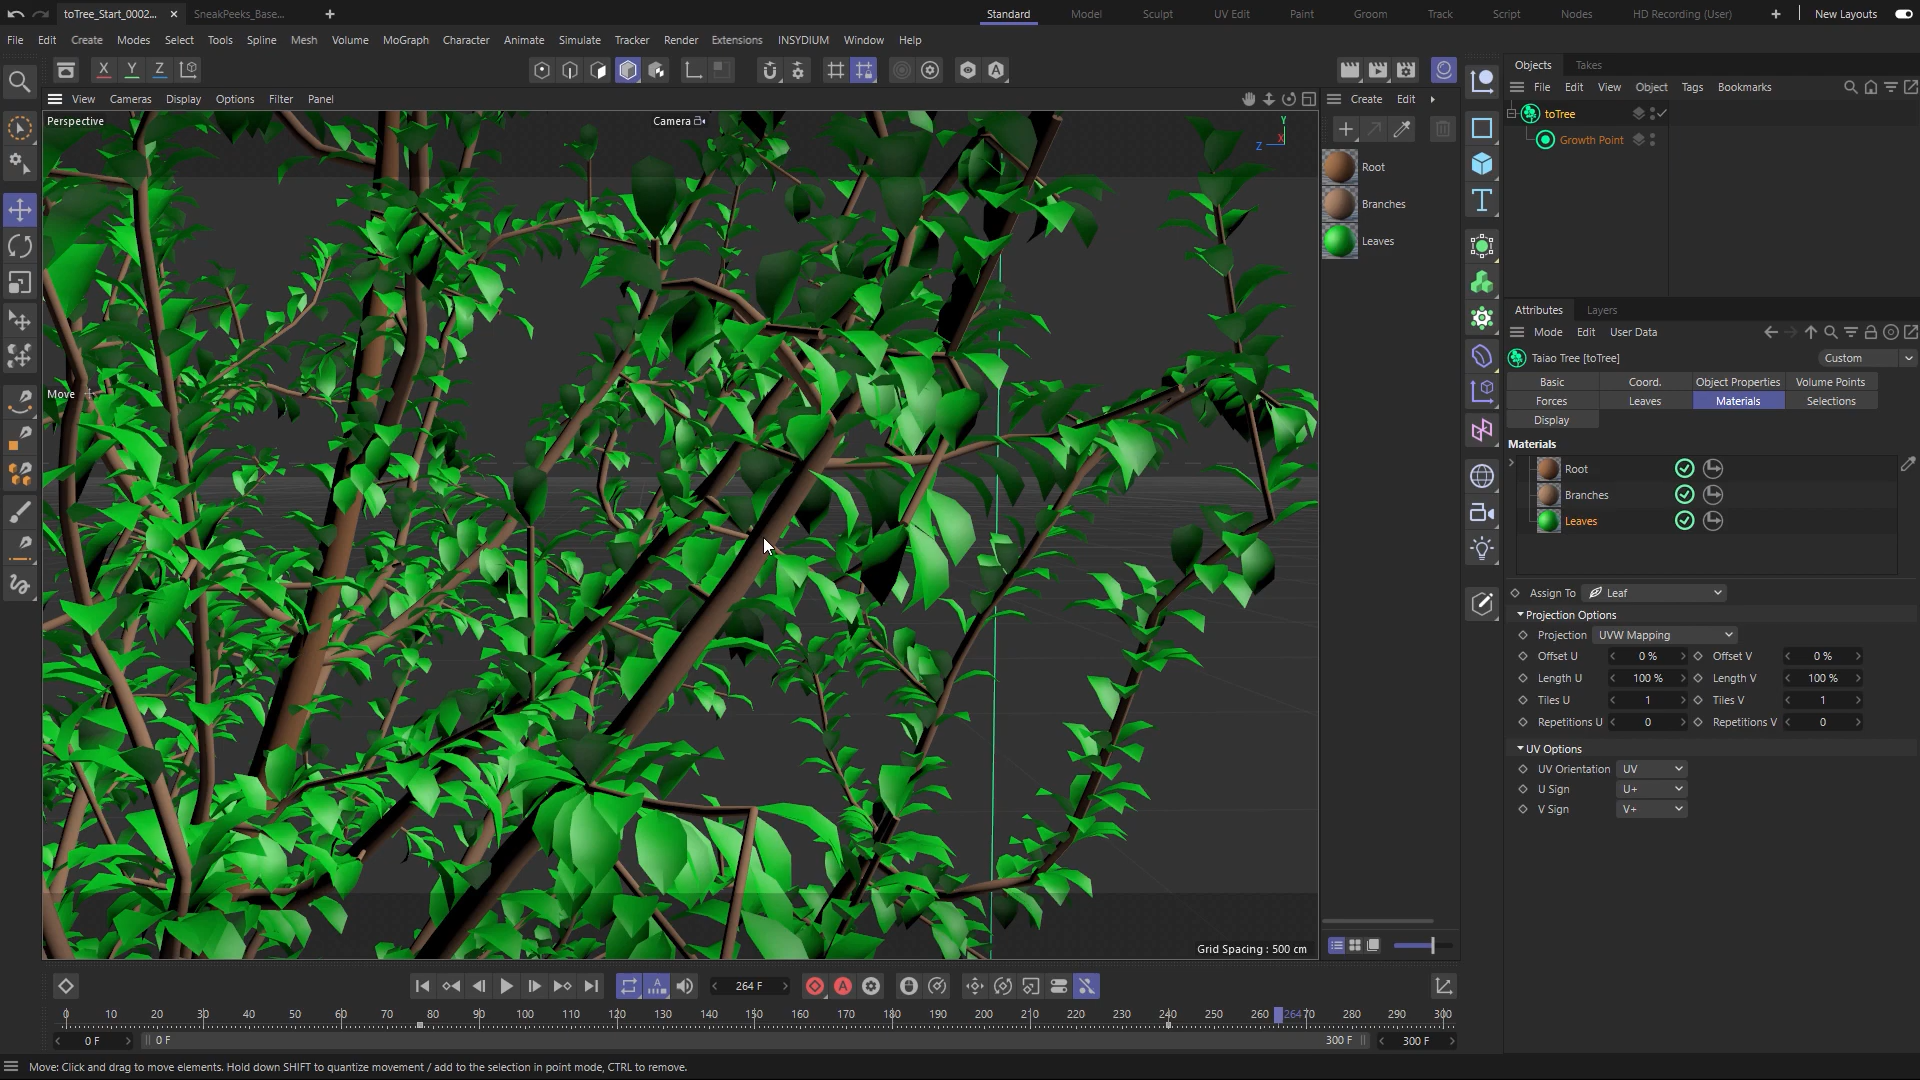 toTree_Start_0002... × SneakPeeks_Base... + Standard Model Sculpt UV Edit Paint Groom Track Script Nodes HD Recording (User) + New Layouts
File Edit Create Modes Select Tools Spline Mesh Volume MoGraph Character Animate Simulate Tracker Render Extensions INSYDIUM Window Help
X Y Z
View Cameras Display Options Filter Panel
Perspective
Camera
Y
X
Z
Move
Grid Spacing : 500 cm
Create Edit
Root
Branches
Leaves
Objects Takes
File Edit View Object Tags Bookmarks
toTree
Growth Point
Attributes Layers
Mode Edit User Data
Taiao Tree [toTree] Custom
Basic Coord. Object Properties Volume Points
Forces Leaves Materials Selections
Display
Materials
Root
Branches
Leaves
Assign To Leaf
Projection Options
Projection UVW Mapping
Offset U 0 % Offset V 0 %
Length U 100 % Length V 100 %
Tiles U 1 Tiles V 1
Repetitions U 0 Repetitions V 0
UV Options
UV Orientation UV
U Sign U+
V Sign V+
264 F
0 10 20 30 40 50 60 70 80 90 100 110 120 130 140 150 160 170 180 190 200 210 220 230 240 250 260 264 70 280 290 300
0 F 0 F 300 F 300 F
Move: Click and drag to move elements. Hold down SHIFT to quantize movement / add to the selection in point mode, CTRL to remove.